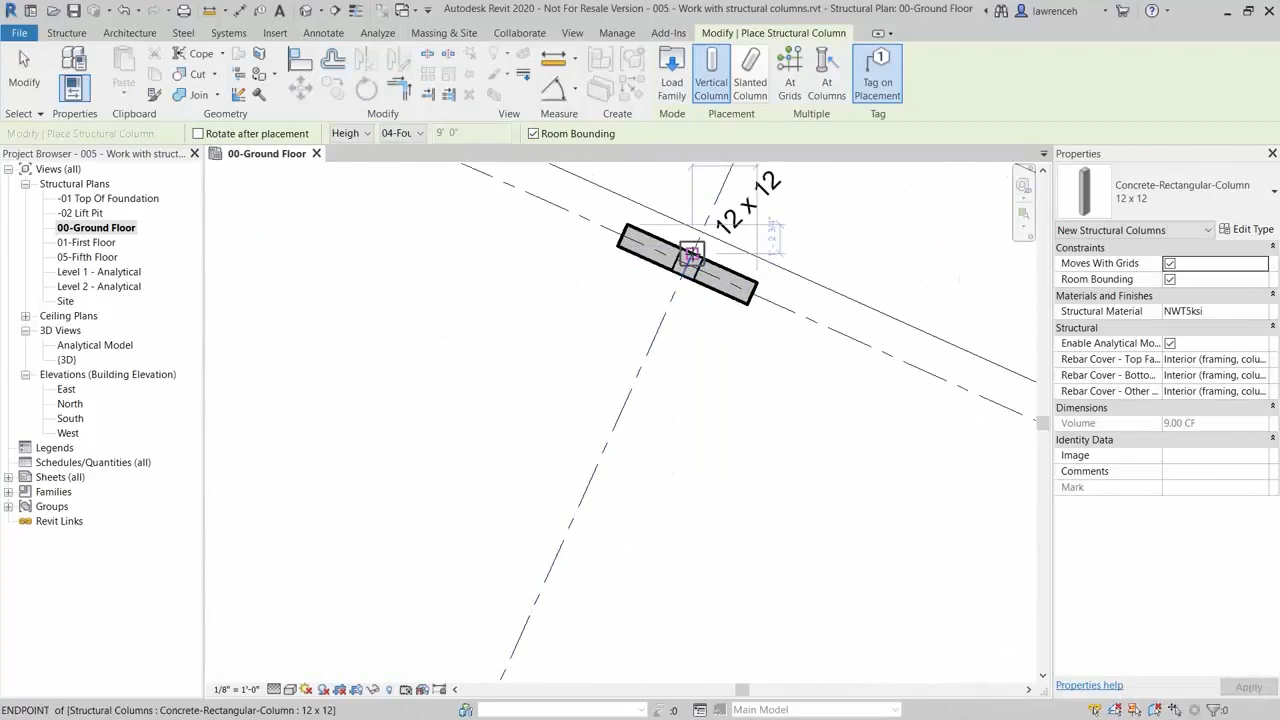 Autodesk Revit 2020 - Not For Resale Version - 005 - Work with structural columns.rvt - Structural Plan: 00-Ground Floor
lawrenceh
File
Structure
Architecture
Steel
Systems
Insert
Annotate
Analyze
Massing & Site
Collaborate
View
Manage
Add-Ins
Modify | Place Structural Column
Modify
Paste
Cope
Cut
Join
Load Family
Vertical Column
Slanted Column
At Grids
At Columns
Tag on Placement
Select
Properties
Clipboard
Geometry
Modify
View
Measure
Create
Mode
Placement
Multiple
Tag
Modify | Place Structural Column
Rotate after placement
Heigh
04-Fou
9' 0"
Room Bounding
Project Browser - 005 - Work with struct...
00-Ground Floor
Properties
Views (all)
Structural Plans
-01 Top Of Foundation
-02 Lift Pit
00-Ground Floor
01-First Floor
05-Fifth Floor
Level 1 - Analytical
Level 2 - Analytical
Site
Ceiling Plans
3D Views
Analytical Model
{3D}
Elevations (Building Elevation)
East
North
South
West
Legends
Schedules/Quantities (all)
Sheets (all)
Families
Groups
Revit Links
12 x 12
Concrete-Rectangular-Column
12 x 12
New Structural Columns
Edit Type
Constraints
Moves With Grids
Room Bounding
Materials and Finishes
Structural Material
NWT5ksi
Structural
Enable Analytical Mo...
Rebar Cover - Top Fa...
Interior (framing, colu...
Rebar Cover - Botto...
Interior (framing, colu...
Rebar Cover - Other ...
Interior (framing, colu...
Dimensions
Volume
9.00 CF
Identity Data
Image
Comments
Mark
Properties help
Apply
1/8" = 1'-0"
ENDPOINT of [Structural Columns : Concrete-Rectangular-Column : 12 x 12]
:0
Main Model
:0